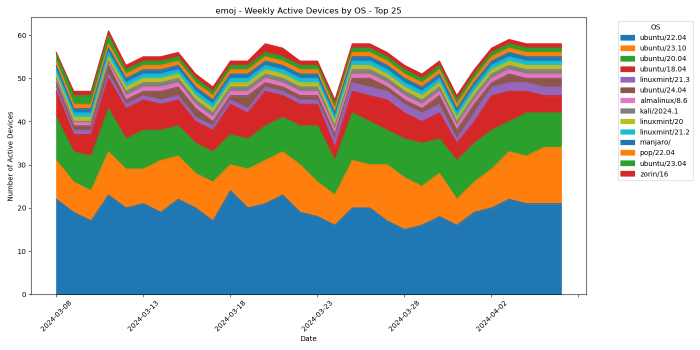 emoj - Weekly Active Devices by OS - Top 25
Number of Active Devices
60
50
40
30
20
10
0
2024-03-08
2024-03-13
2024-03-18
2024-03-23
2024-03-28
2024-04-02
Date
OS
ubuntu/22.04
ubuntu/23.10
ubuntu/20.04
ubuntu/18.04
linuxmint/21.3
ubuntu/24.04
almalinux/8.6
kali/2024.1
linuxmint/20
linuxmint/21.2
manjaro/
pop/22.04
ubuntu/23.04
zorin/16